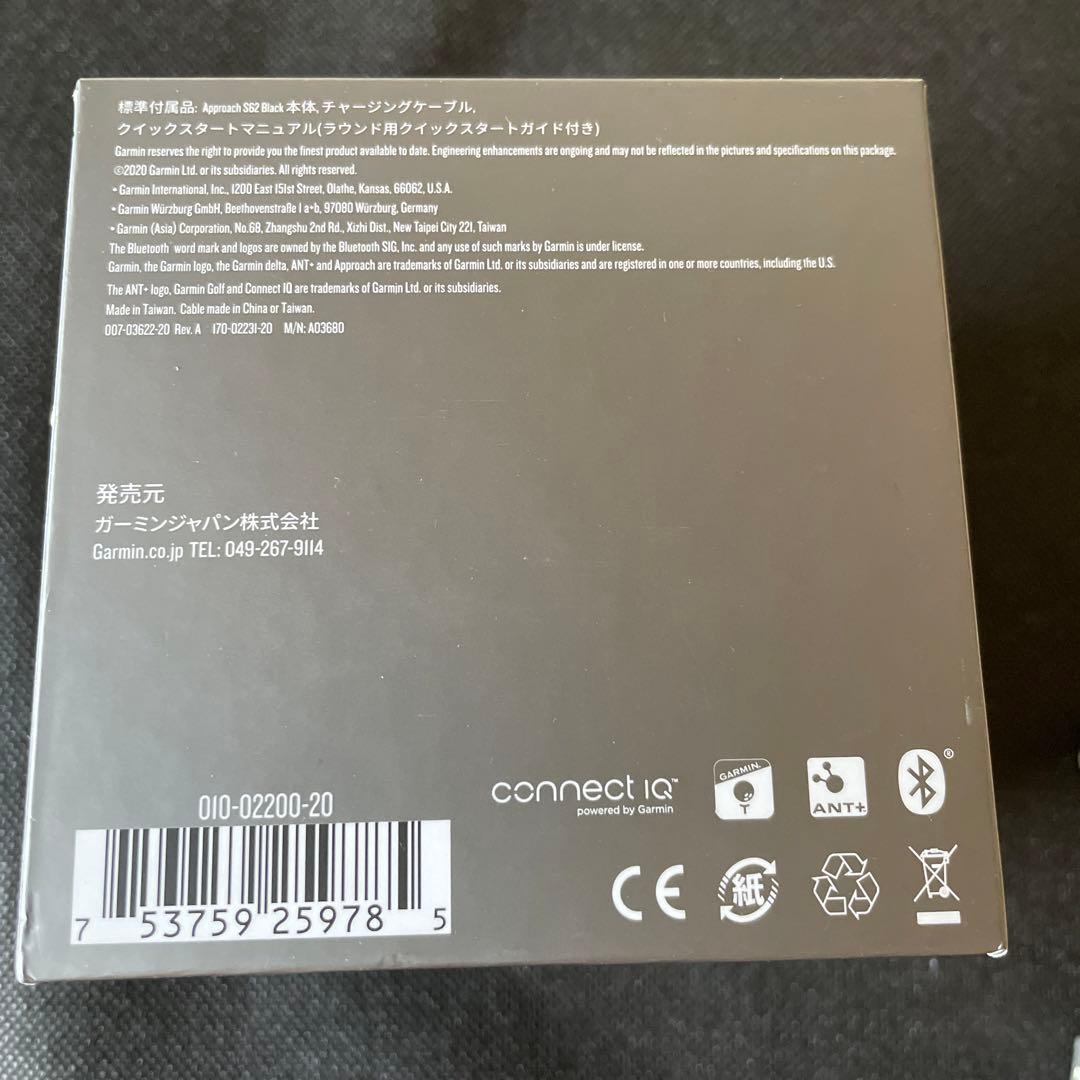 標準付属品: Approach S62 Black 本体, チャージングケーブル,
クイックスタートマニュアル(ラウンド用クイックスタートガイド付き)
Garmin reserves the right to provide you the finest product available to date. Engineering enhancements are ongoing and may not be reflected in the pictures and specifications on this package.
©2020 Garmin Ltd. or its subsidiaries. All rights reserved.
• Garmin International, Inc., 1200 East 151st Street, Olathe, Kansas, 66062, U.S.A.
• Garmin Würzburg GmbH, Beethovenstraße 1 a+b, 97080 Würzburg, Germany
• Garmin (Asia) Corporation, No.68, Zhangshu 2nd Rd., Xizhi Dist., New Taipei City 221, Taiwan
The Bluetooth word mark and logos are owned by the Bluetooth SIG, Inc. and any use of such marks by Garmin is under license.
Garmin, the Garmin logo, the Garmin delta, ANT+ and Approach are trademarks of Garmin Ltd. or its subsidiaries and are registered in one or more countries, including the U.S.
The ANT+ logo, Garmin Golf and Connect IQ are trademarks of Garmin Ltd. or its subsidiaries.
Made in Taiwan. Cable made in China or Taiwan.
007-03622-20 Rev. A 170-02231-20 M/N: A03680
発売元
ガーミンジャパン株式会社
Garmin.co.jp TEL: 049-267-9114
010-02200-20
7 53759 25978 5
connect IQ™
powered by Garmin
GARMIN.
ANT+
®
CE
紙